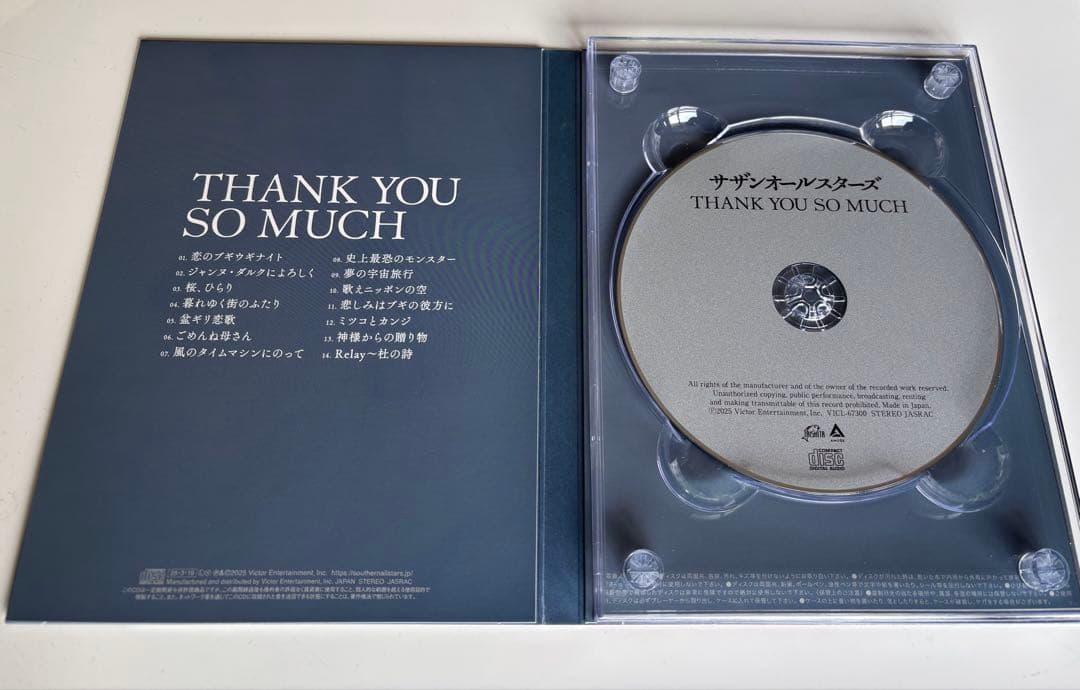 THANK YOU
SO MUCH
01. 恋のブギウギナイト
02. ジャンヌ・ダルクによろしく
03. 桜、ひらり
04. 暮れゆく街のふたり
05. 盆ギリ恋歌
06. ごめんね母さん
07. 風のタイムマシンにのって
08. 史上最恐のモンスター
09. 夢の宇宙旅行
10. 歌えニッポンの空
11. 悲しみはブギの彼方に
12. ミツコとカンジ
13. 神様からの贈り物
14. Relay〜杜の詩
25・3・19 ℗&©2025 Victor Entertainment, Inc. https://southernallstars.jp/
Manufactured and distributed by Victor Entertainment, Inc. JAPAN STEREO JASRAC
サザンオールスターズ
THANK YOU SO MUCH
All rights of the manufacturer and of the owner of the recorded work reserved.
Unauthorized copying, public performance, broadcasting, renting
and making transmittable of this record prohibited. Made in Japan.
℗2025 Victor Entertainment, Inc. VICL-67300 STEREO JASRAC
TAISHITA
AMUSE
COMPACT
disc
DIGITAL AUDIO